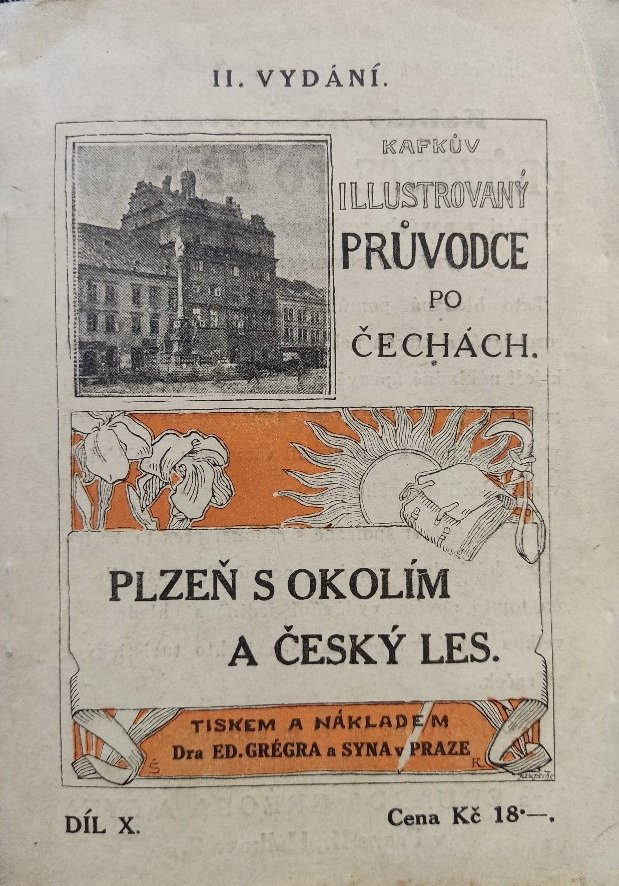 II. VYDÁNÍ.
KAFKŮV
ILLUSTROVANÝ
PRŮVODCE
PO
ČECHÁCH.
PLZEŇ S OKOLÍM
A ČESKÝ LES.
TISKEM A NÁKLADEM
Dra ED. GRÉGRA a SYNA v PRAZE
Š K
DÍL X.
Cena Kč 18·—.